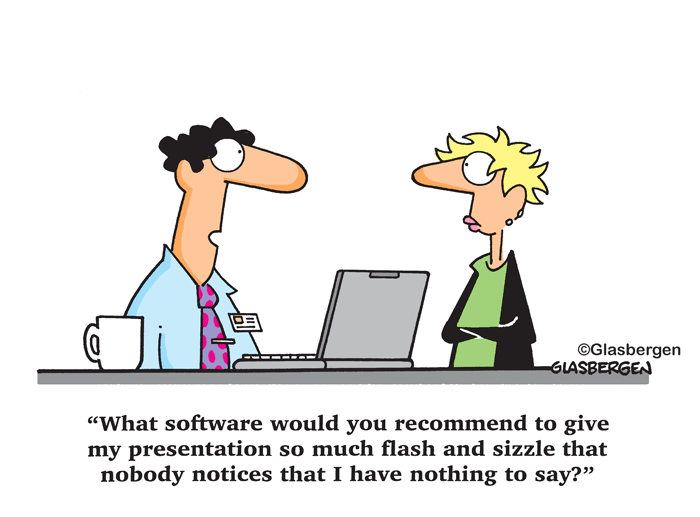 ©Glasbergen
GLASBERGEN
“What software would you recommend to give
my presentation so much flash and sizzle that
nobody notices that I have nothing to say?”